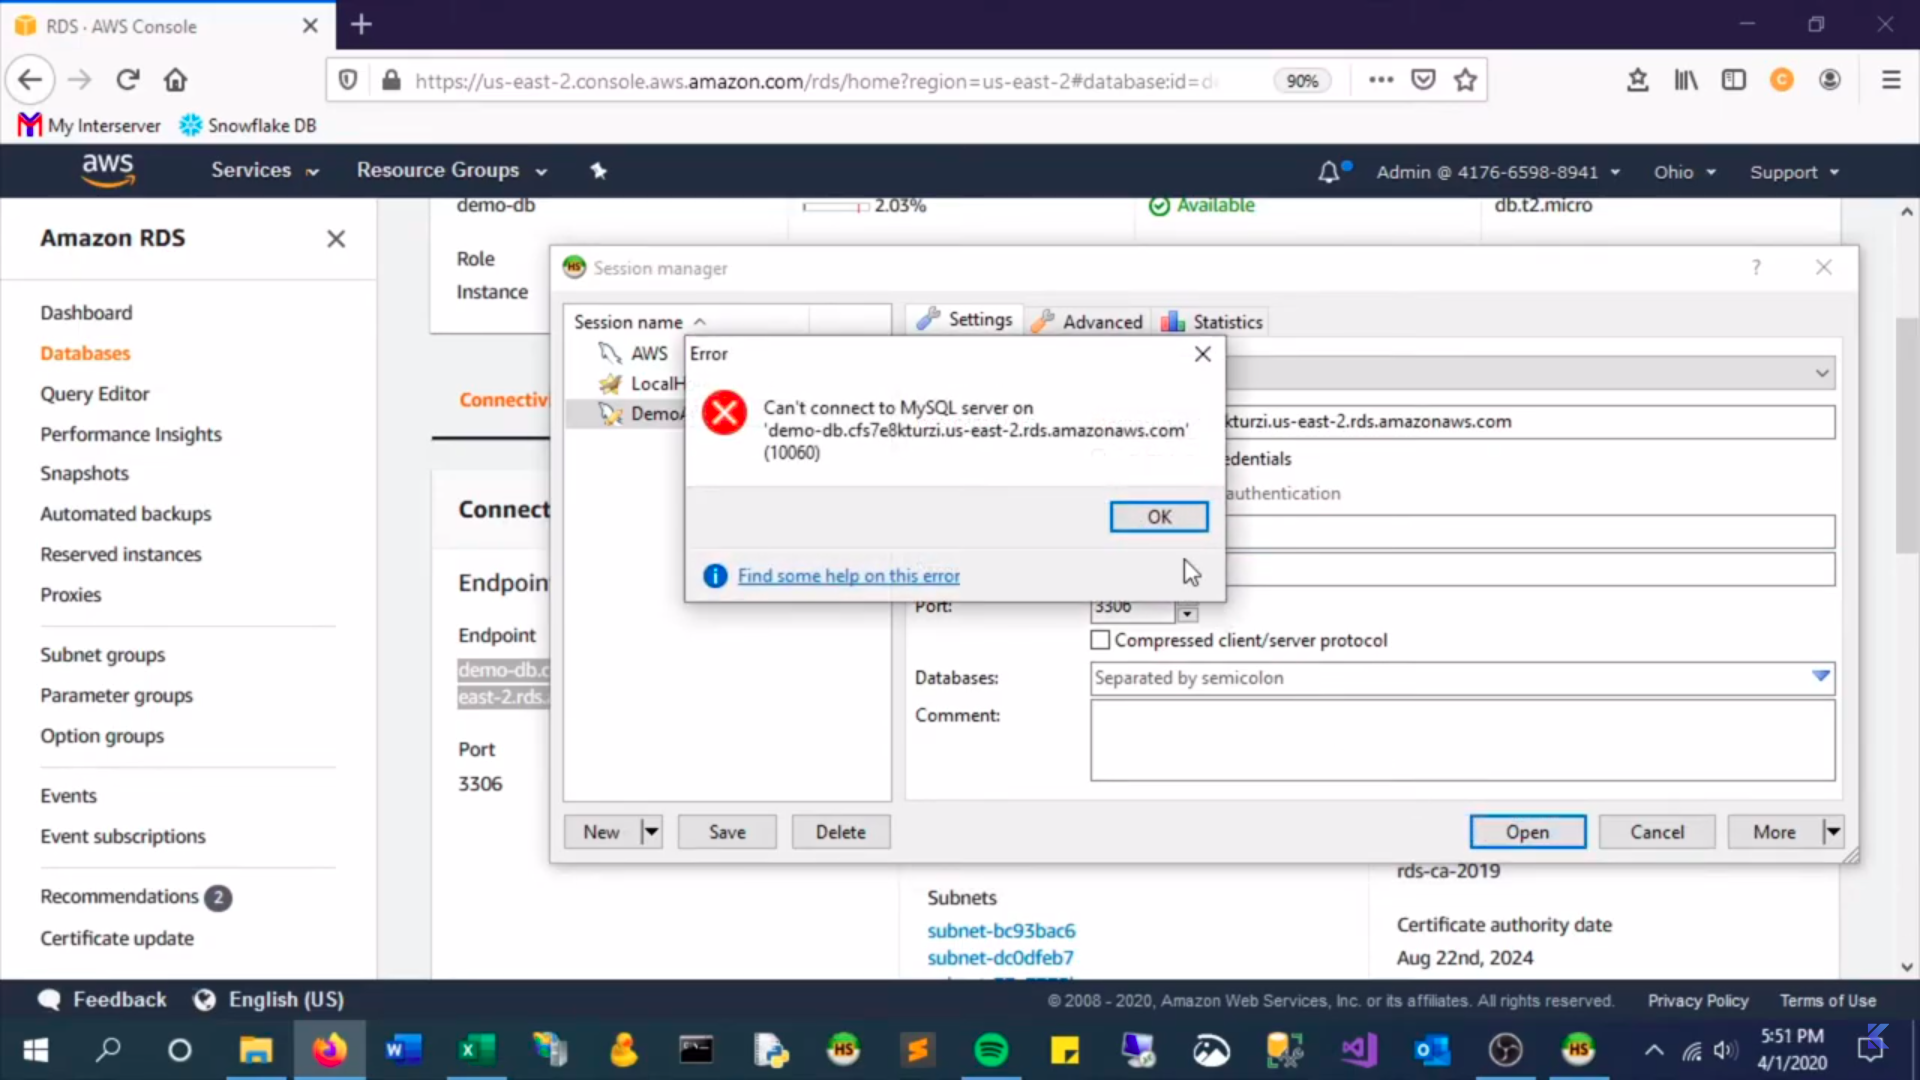 RDS · AWS Console
https://us-east-2.console.aws.amazon.com/rds/home?region=us-east-2#database:id=d
90%
My Interserver
Snowflake DB
aws
Services
Resource Groups
Admin @ 4176-6598-8941
Ohio
Support
Amazon RDS
Dashboard
Databases
Query Editor
Performance Insights
Snapshots
Automated backups
Reserved instances
Proxies
Subnet groups
Parameter groups
Option groups
Events
Event subscriptions
Recommendations 2
Certificate update
demo-db
2.03%
Available
db.t2.micro
Role
Instance
Connectiv
Connect
Endpoin
Endpoint
demo-db.c
east-2.rds.
Port
3306
HS Session manager
?
Session name
AWS
LocalH
DemoA
Settings
Advanced
Statistics
kturzi.us-east-2.rds.amazonaws.com
edentials
authentication
Port:
3306
Compressed client/server protocol
Databases:
Separated by semicolon
Comment:
New
Save
Delete
Open
Cancel
More
Error
Can't connect to MySQL server on
'demo-db.cfs7e8kturzi.us-east-2.rds.amazonaws.com'
(10060)
OK
Find some help on this error
Subnets
subnet-bc93bac6
subnet-dc0dfeb7
rds-ca-2019
Certificate authority date
Aug 22nd, 2024
Feedback
English (US)
© 2008 - 2020, Amazon Web Services, Inc. or its affiliates. All rights reserved.
Privacy Policy
Terms of Use
HS
HS
5:51 PM
4/1/2020